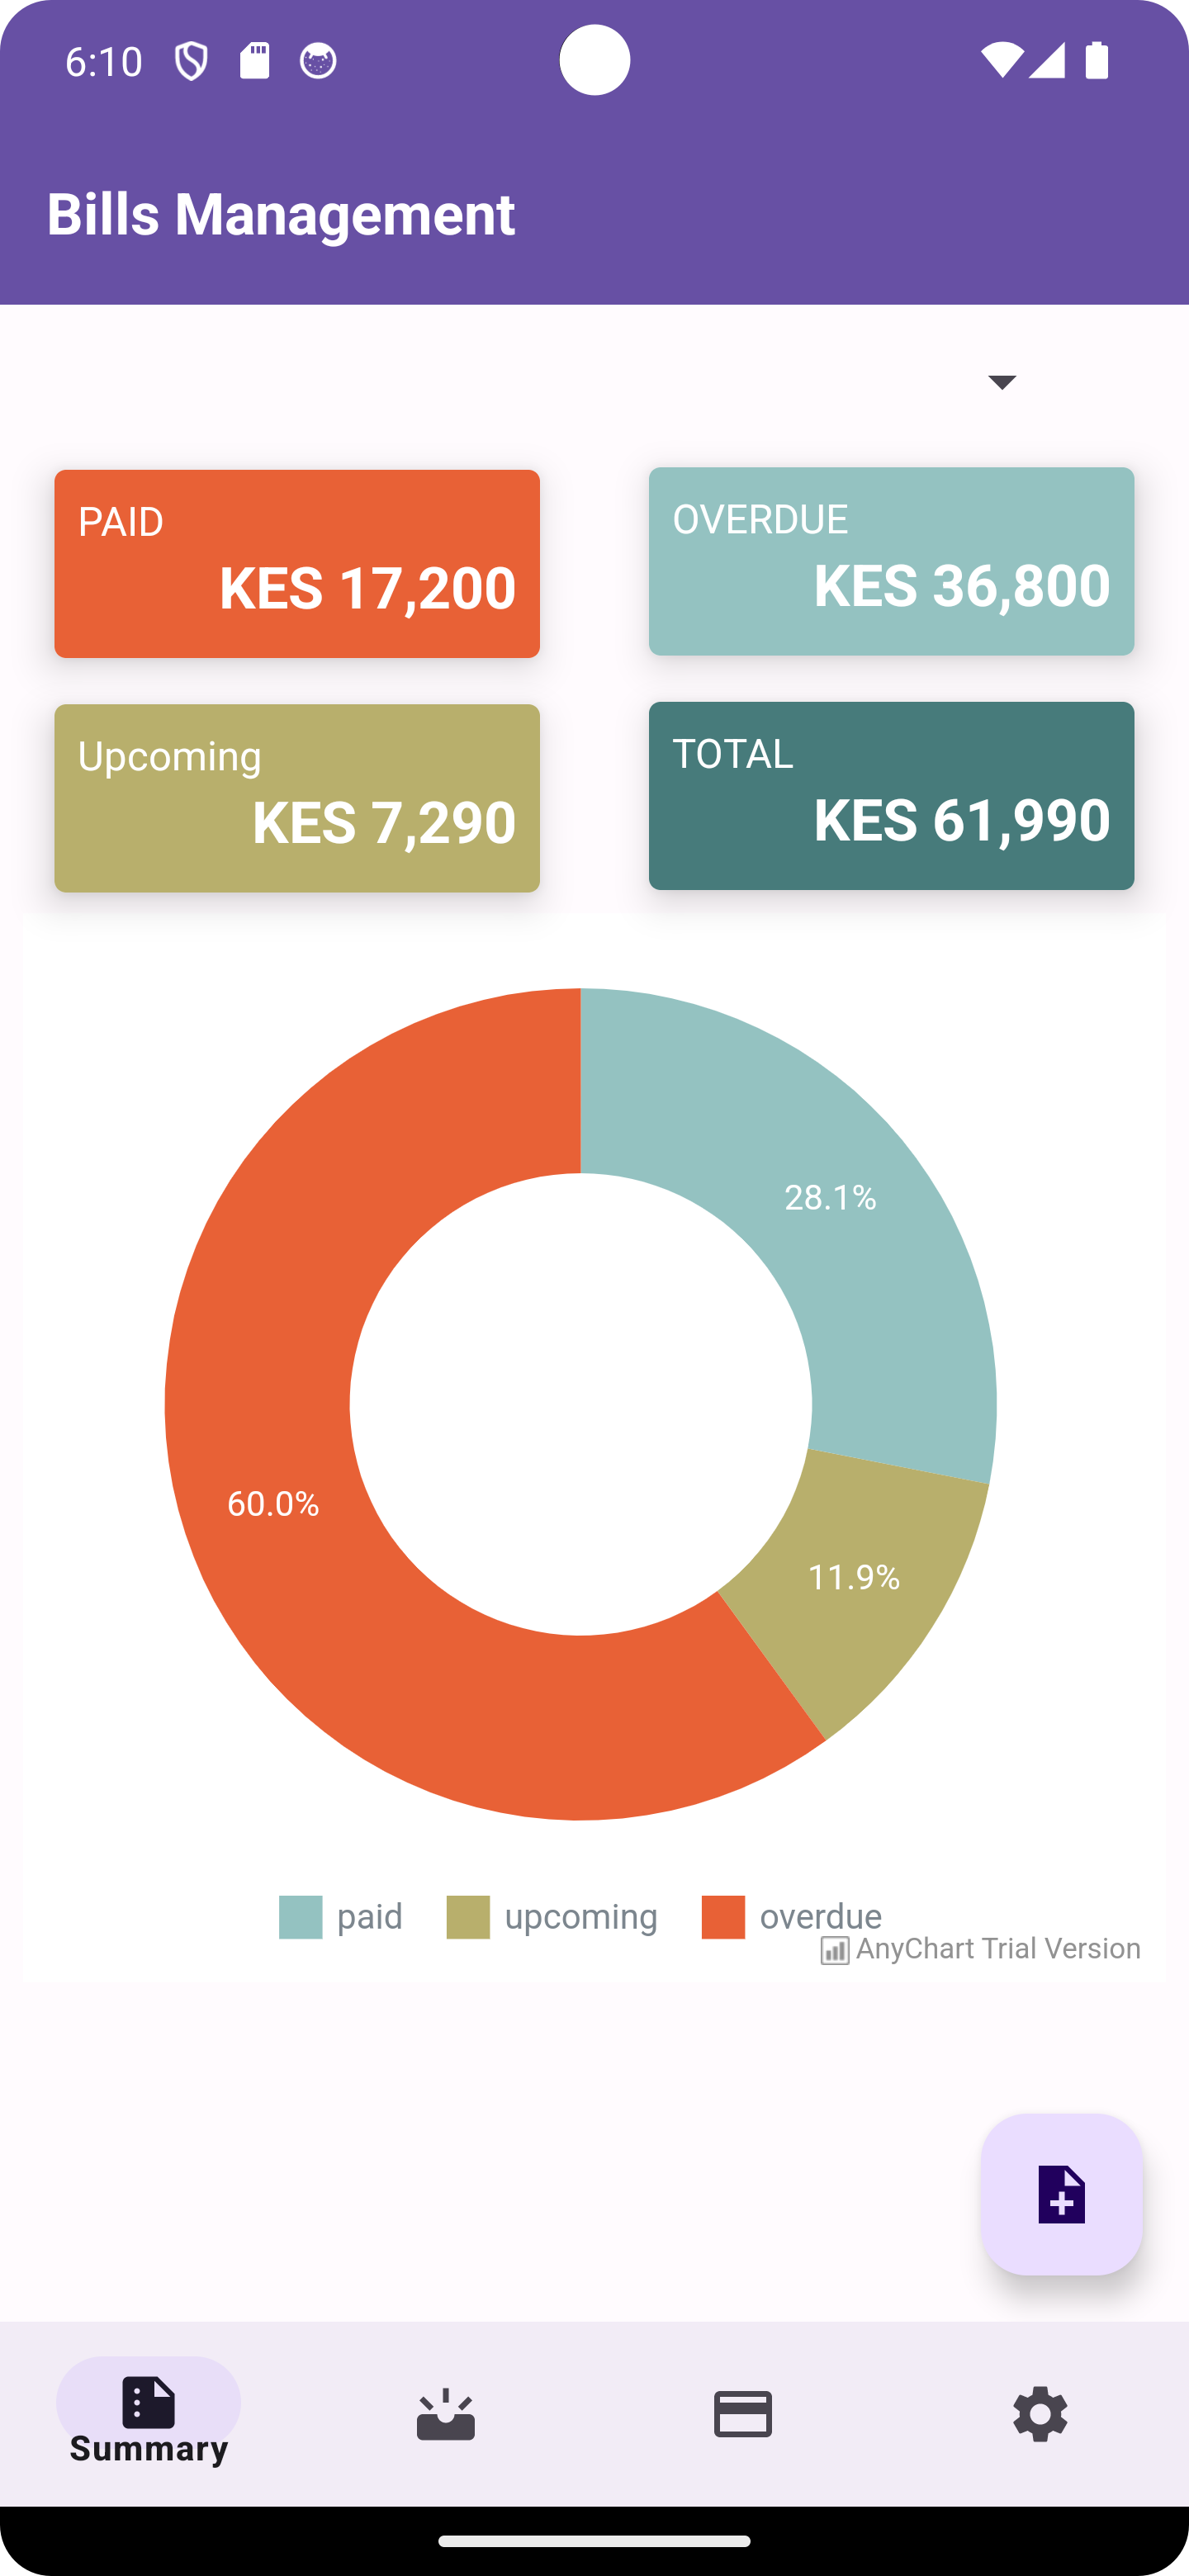 6:10
Bills Management
PAID
KES 17,200
OVERDUE
KES 36,800
Upcoming
KES 7,290
TOTAL
KES 61,990
28.1%
60.0%
11.9%
paid upcoming overdue
AnyChart Trial Version
Summary